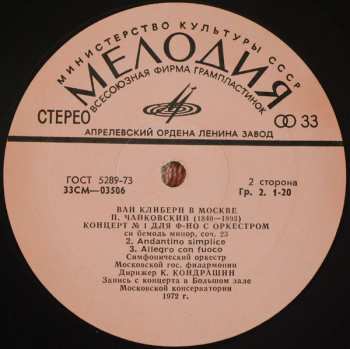 МИНИСТЕРСТВО КУЛЬТУРЫ СССР
МЕЛОДИЯ
ВСЕСОЮЗНАЯ ФИРМА ГРАМПЛАСТИНОК
СТЕРЕО
33
АПРЕЛЕВСКИЙ ОРДЕНА ЛЕНИНА ЗАВОД
ГОСТ 5289-73
33СМ—03506
2 сторона
Гр. 2. 1-20
ВАН КЛИБЕРН В МОСКВЕ
П. ЧАЙКОВСКИЙ (1840—1893)
КОНЦЕРТ № 1 ДЛЯ Ф-НО С ОРКЕСТРОМ
си бемоль минор, соч. 23
2. Andantino simplice
3. Allegro con fuoco
Симфонический оркестр
Московской гос. филармонии
Дирижер К. КОНДРАШИН
Запись с концерта в Большом зале
Московской консерватории
1972 г.